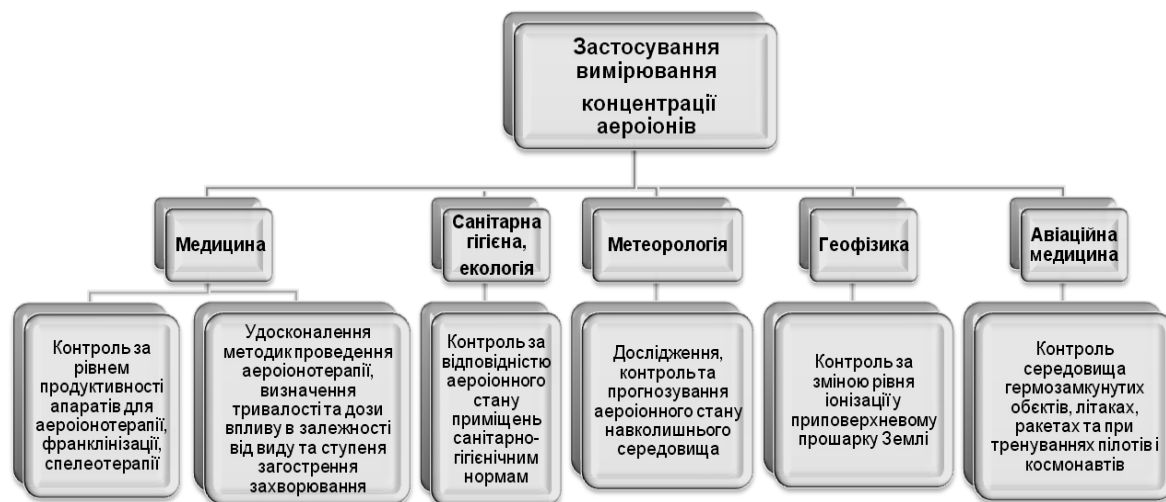 Застосування
вимірювання
концентрації
аероіонів
Медицина
Санітарна
гігієна,
екологія
Метеорологія
Геофізика
Авіаційна
медицина
Контроль за
рівнем
продуктивності
апаратів для
аероіонотерапії,
франклінізації,
спелеотерапії
Удосконалення
методик проведення
аероіонотерапії,
визначення
тривалості та дози
впливу в залежності
від виду та ступеня
загострення
захворювання
Контроль за
відповідністю
аероіонного
стану
приміщень
санітарно-
гігієнічним
нормам
Дослідження,
контроль та
прогнозування
аероіонного стану
навколишнього
середовища
Контроль за
зміною рівня
іонизації у
приповерхневому
прошарку Землі
Контроль
середовища
гермозамкунутих
обєктів, літаках,
ракетах та при
тренуваннях пілотів і
космонавтів